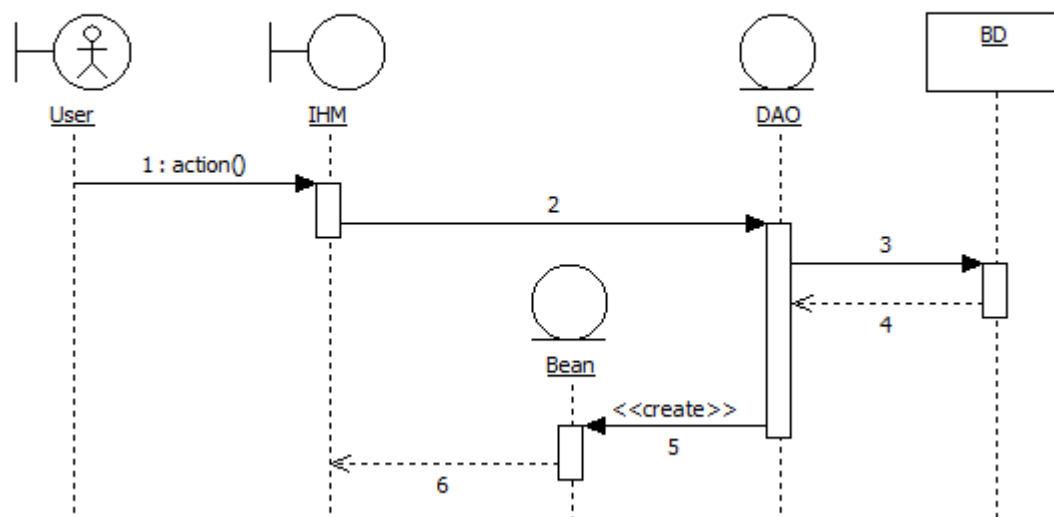 BD
User
IHM
DAO
1 : action()
2
3
4
Bean
<<create>>
5
6